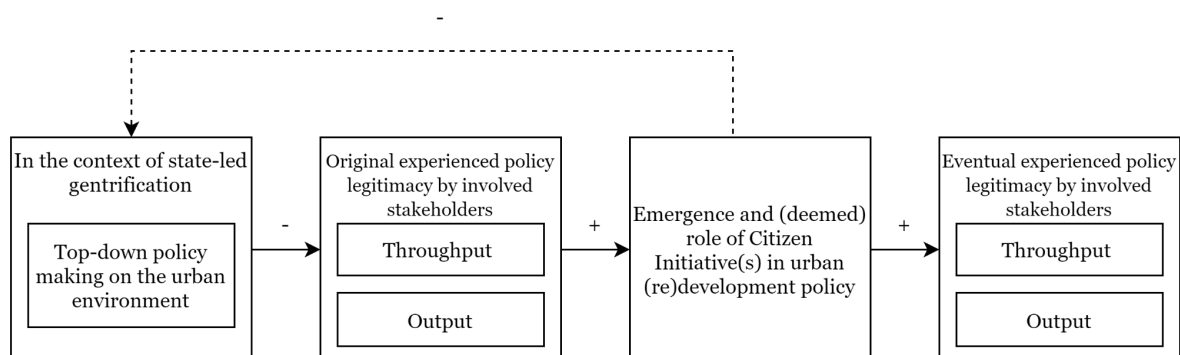 -
In the context of state-led
gentrification
Top-down policy
making on the urban
environment
-
Original experienced policy
legitimacy by involved
stakeholders
Throughput
Output
+
Emergence and (deemed)
role of Citizen
Initiative(s) in urban
(re)development policy
+
Eventual experienced policy
legitimacy by involved
stakeholders
Throughput
Output